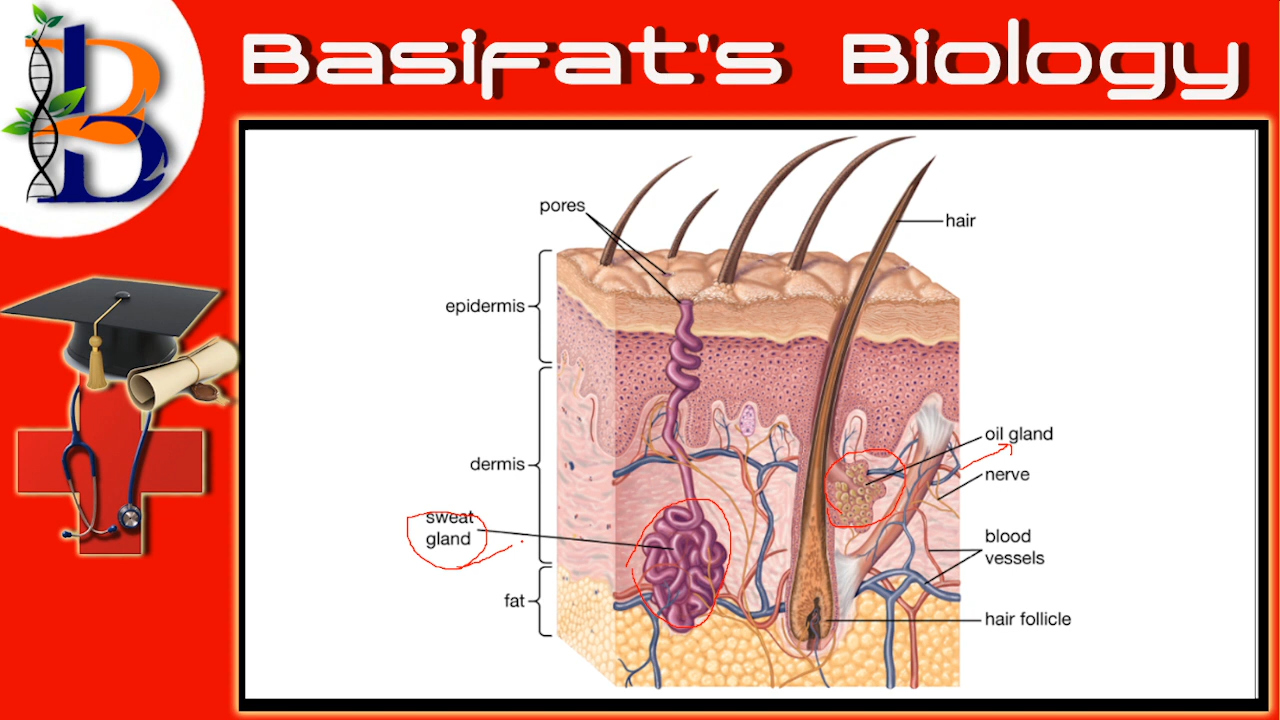 Basifat's Biology
pores
hair
epidermis
oil gland
dermis
nerve
sweat
gland
blood
vessels
fat
hair follicle